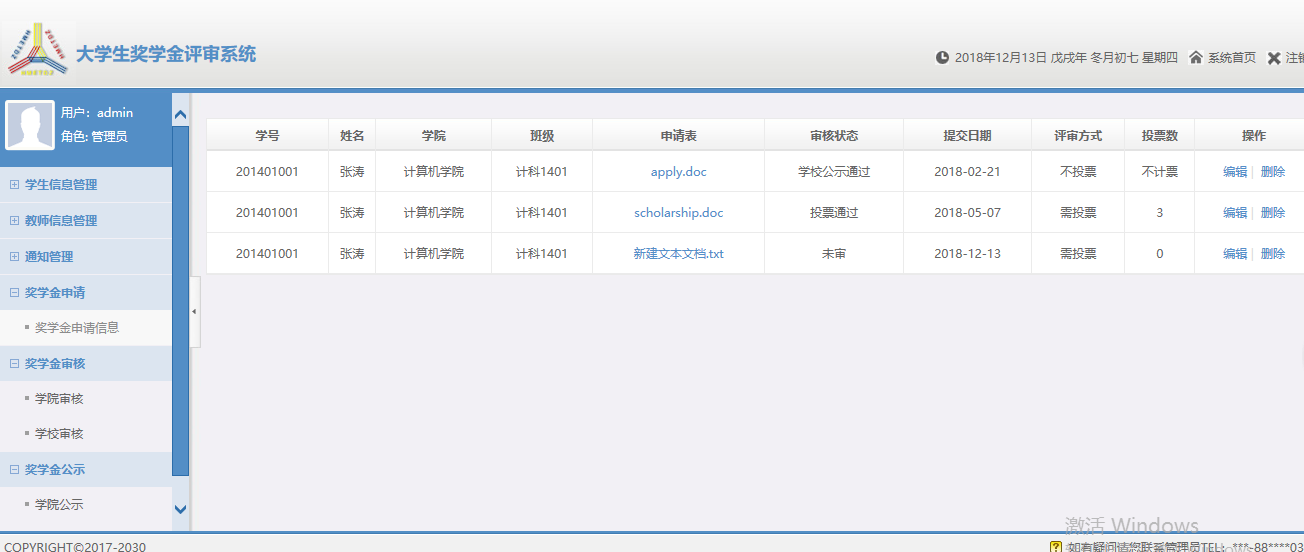 HMETDZ
HMETDZ
HMETDZ
大学生奖学金评审系统
2018年12月13日 戊戌年 冬月初七 星期四 系统首页 注销
用户：admin
角色: 管理员
学生信息管理
教师信息管理
通知管理
奖学金申请
奖学金申请信息
奖学金审核
学院审核
学校审核
奖学金公示
学院公示
学号 姓名 学院 班级 申请表 审核状态 提交日期 评审方式 投票数 操作
201401001 张涛 计算机学院 计科1401 apply.doc 学校公示通过 2018-02-21 不投票 不计票 编辑 | 删除
201401001 张涛 计算机学院 计科1401 scholarship.doc 投票通过 2018-05-07 需投票 3 编辑 | 删除
201401001 张涛 计算机学院 计科1401 新建文本文档.txt 未审 2018-12-13 需投票 0 编辑 | 删除
激活 Windows
COPYRIGHT©2017-2030 如有疑问请您联系管理员TEL: ***-88****03